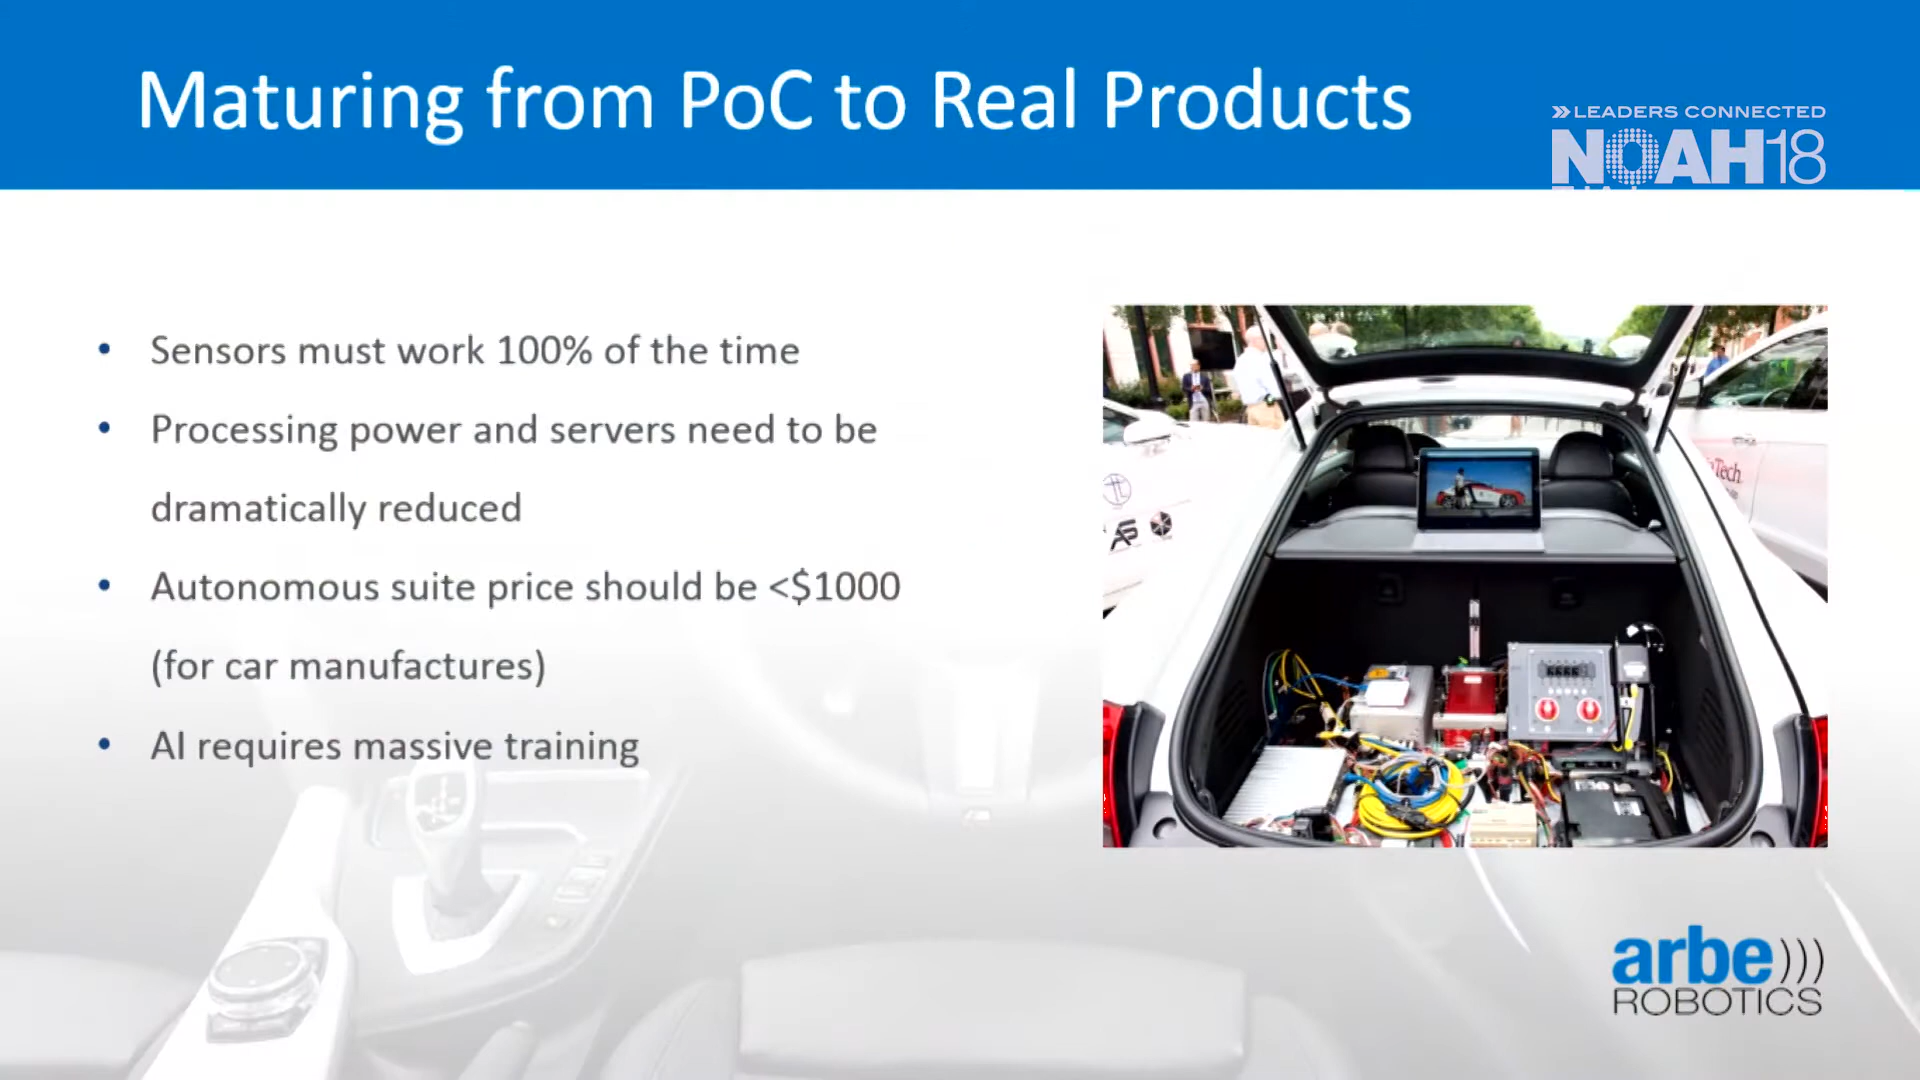 Maturing from PoC to Real Products
LEADERS CONNECTED
NOAH18
• Sensors must work 100% of the time
• Processing power and servers need to be
dramatically reduced
• Autonomous suite price should be <$1000
(for car manufactures)
• AI requires massive training
Tech
arbe)))
ROBOTICS